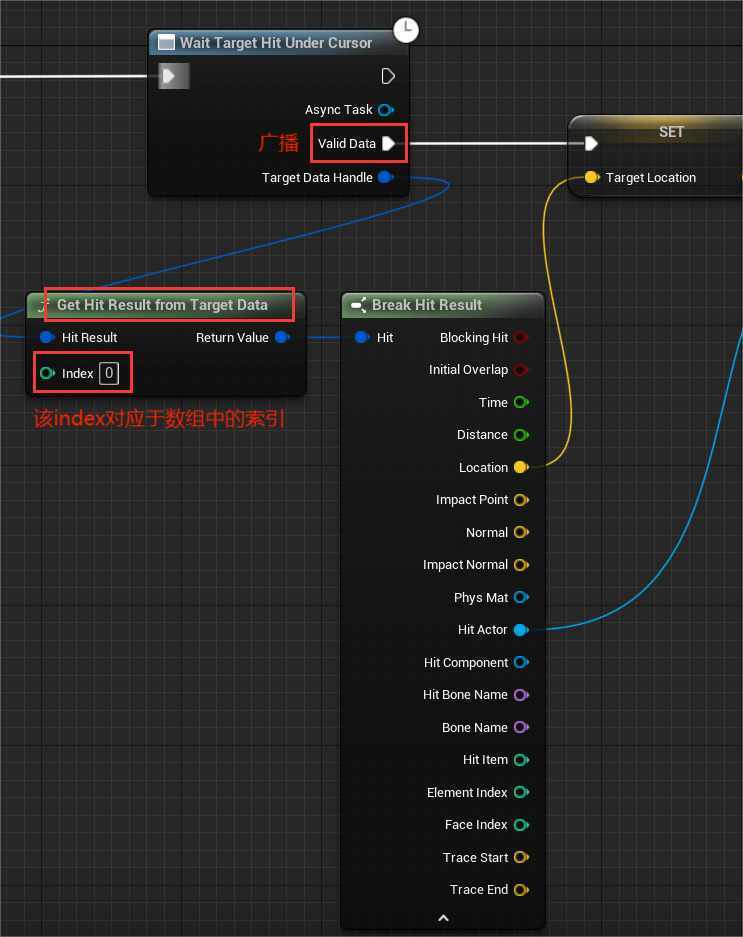 Wait Target Hit Under Cursor
Async Task
广播
Valid Data
Target Data Handle
SET
Target Location
Get Hit Result from Target Data
Hit Result
Return Value
Index 0
该index对应于数组中的索引
Break Hit Result
Hit
Blocking Hit
Initial Overlap
Time
Distance
Location
Impact Point
Normal
Impact Normal
Phys Mat
Hit Actor
Hit Component
Hit Bone Name
Bone Name
Hit Item
Element Index
Face Index
Trace Start
Trace End